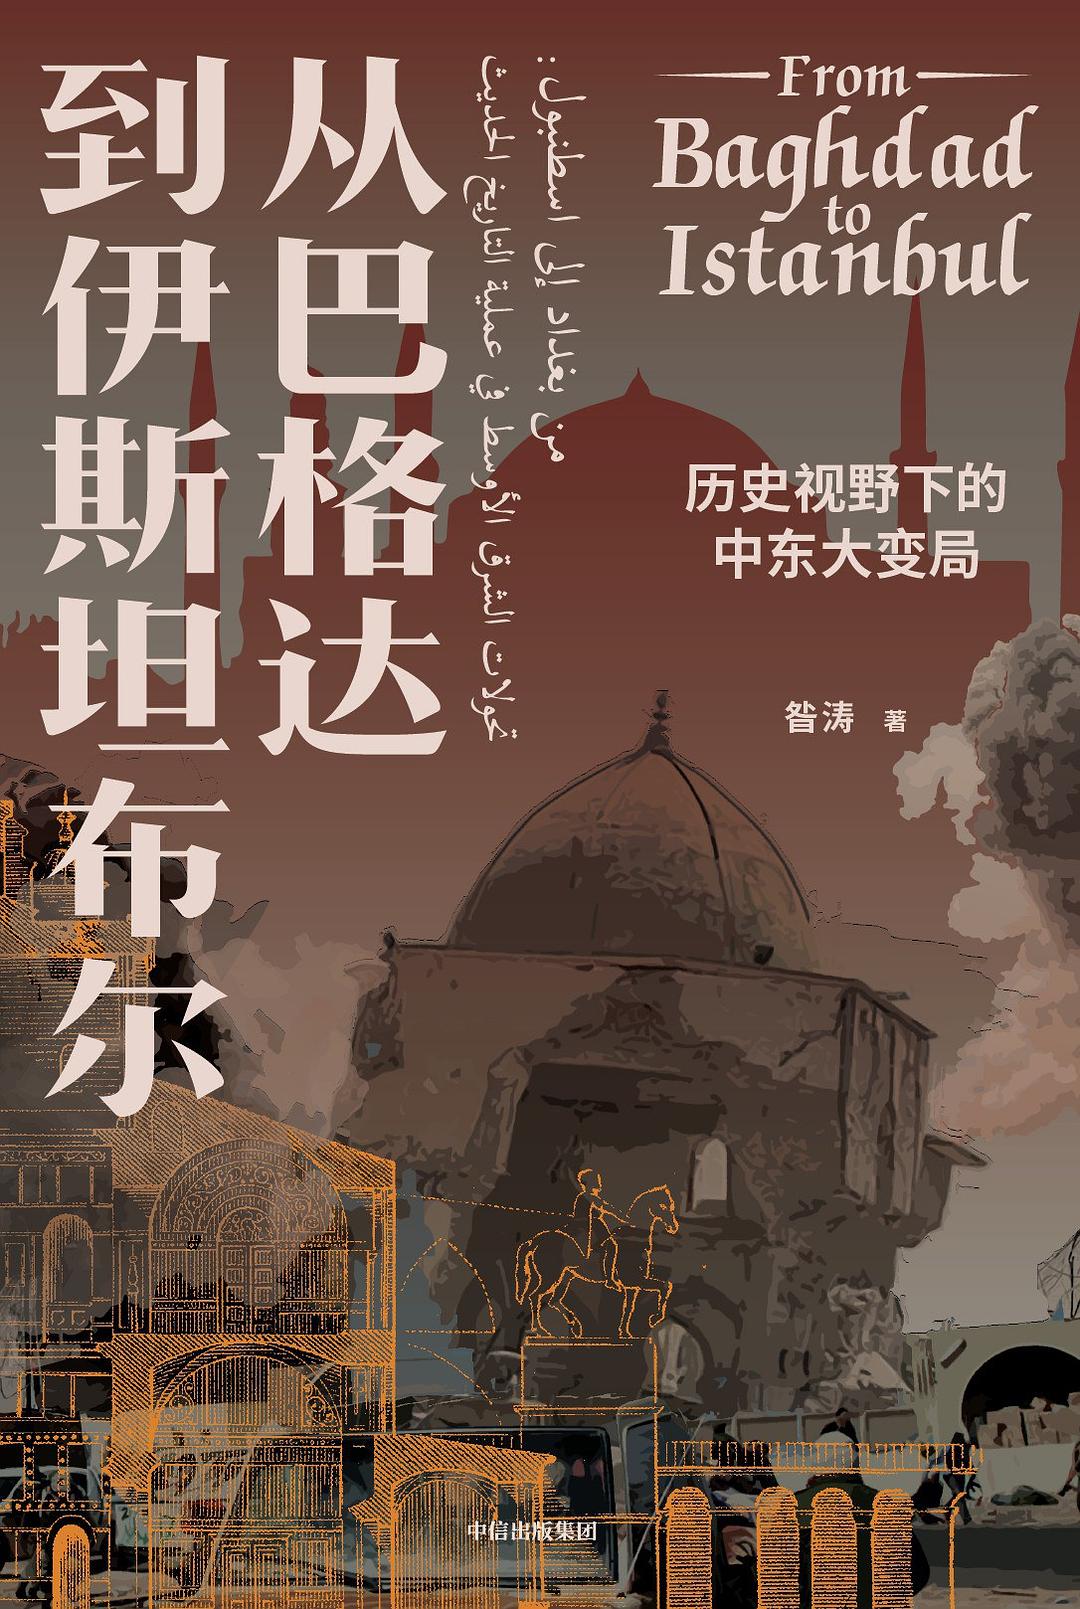 从巴格达
到伊斯坦布尔
From
Baghdad
to
Istanbul
من بغداد إلى اسطنبول :
تحولات الشرق الأوسط في عملية التاريخ الحديث
历史视野下的
中东大变局
昝涛 著
中信出版集团